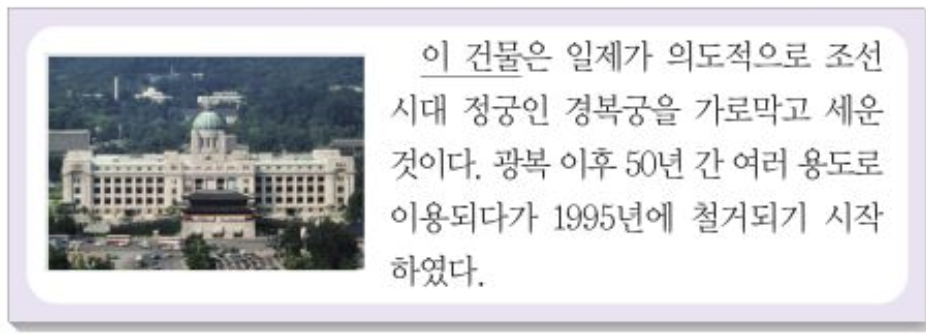 이 건물은 일제가 의도적으로 조선
시대 정궁인 경복궁을 가로막고 세운
것이다. 광복 이후 50년 간 여러 용도로
이용되다가 1995년에 철거되기 시작
하였다.